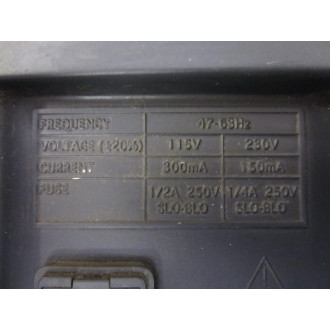 FREQUENCY 47-63Hz
VOLTAGE (±20%) 115V 230V
CURRENT 300mA 150mA
FUSE 1/2A 250V 1/4A 250V
SLO-BLO SLO-BLO